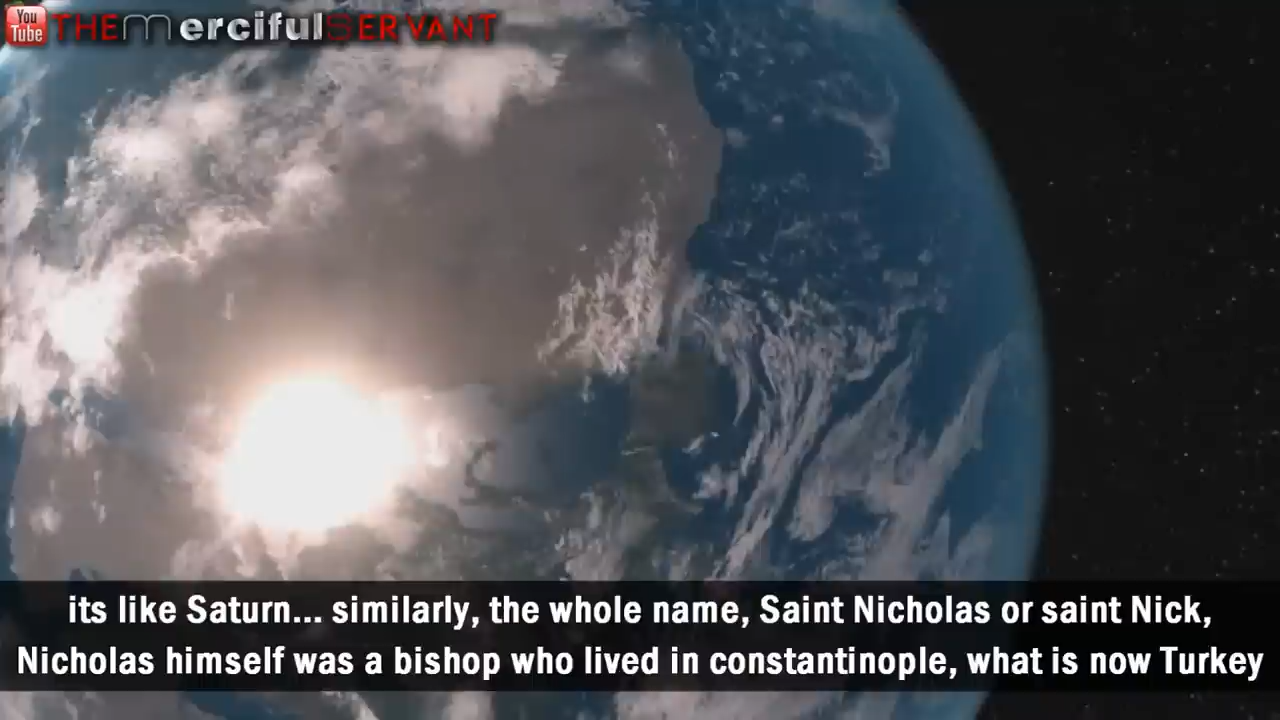 You
Tube
THEmercifulSERVANT
its like Saturn... similarly, the whole name, Saint Nicholas or saint Nick,
Nicholas himself was a bishop who lived in constantinople, what is now Turkey